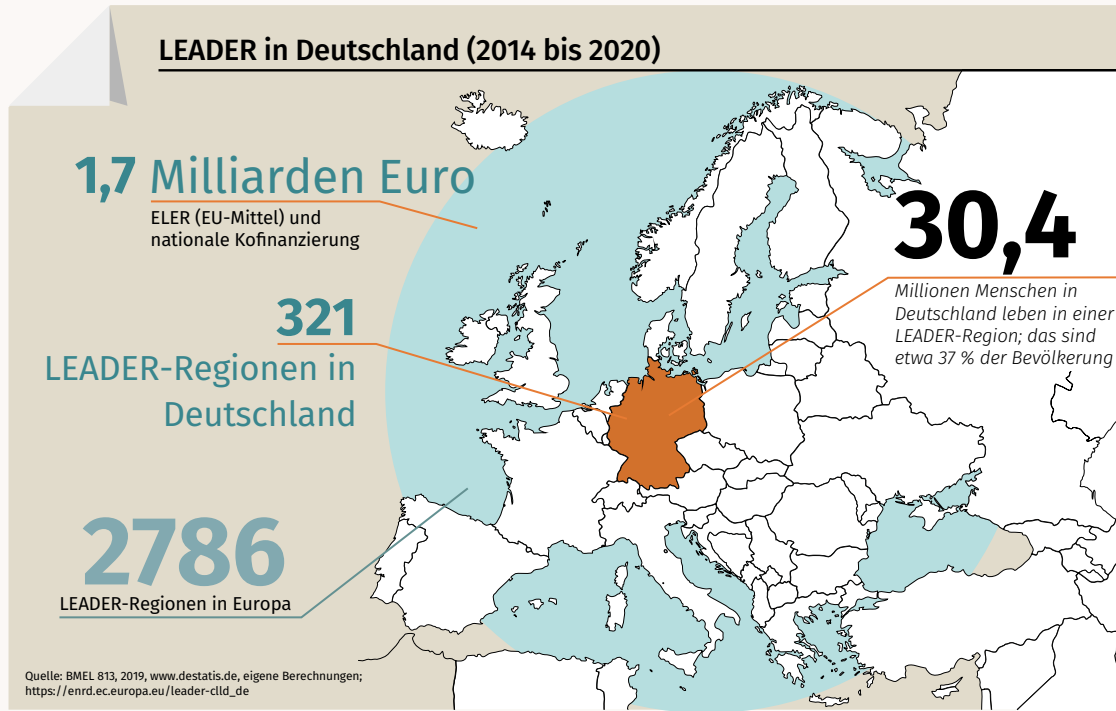 LEADER in Deutschland (2014 bis 2020)
1,7 Milliarden Euro
ELER (EU-Mittel) und
nationale Kofinanzierung
321
LEADER-Regionen in
Deutschland
2786
LEADER-Regionen in Europa
30,4
Millionen Menschen in
Deutschland leben in einer
LEADER-Region; das sind
etwa 37 % der Bevölkerung
Quelle: BMEL 813, 2019, www.destatis.de, eigene Berechnungen;
https://enrd.ec.europa.eu/leader-clld_de